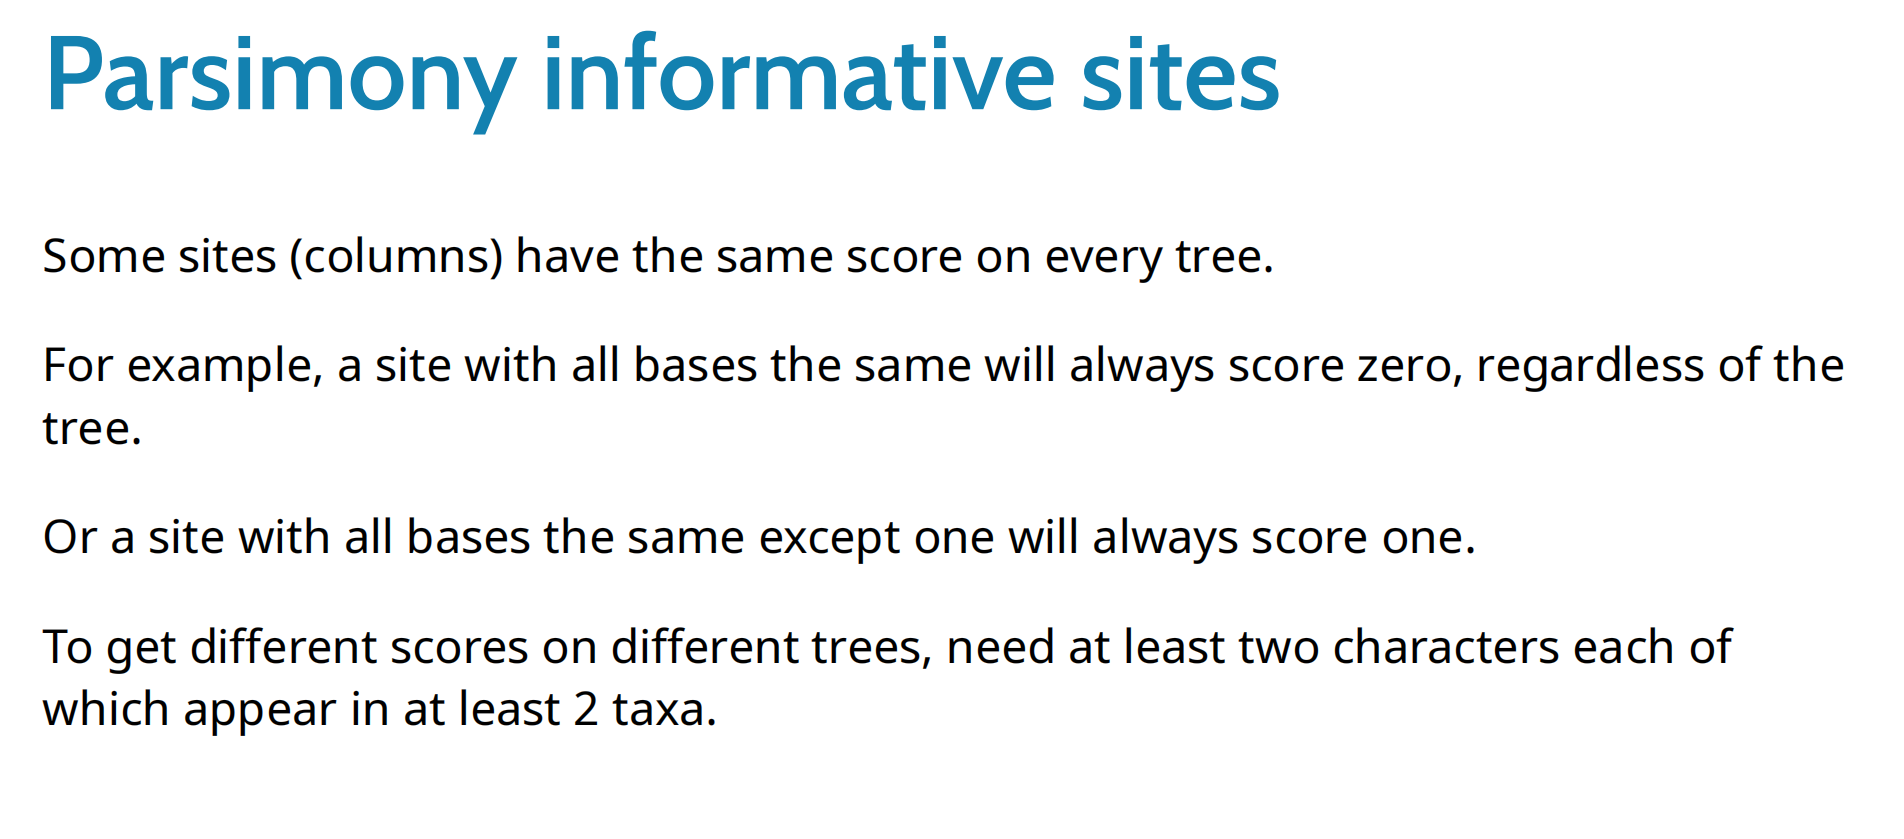 Parsimony informative sites
Some sites (columns) have the same score on every tree.
For example, a site with all bases the same will always score zero, regardless of the
tree.
Or a site with all bases the same except one will always score one.
To get different scores on different trees, need at least two characters each of
which appear in at least 2 taxa.